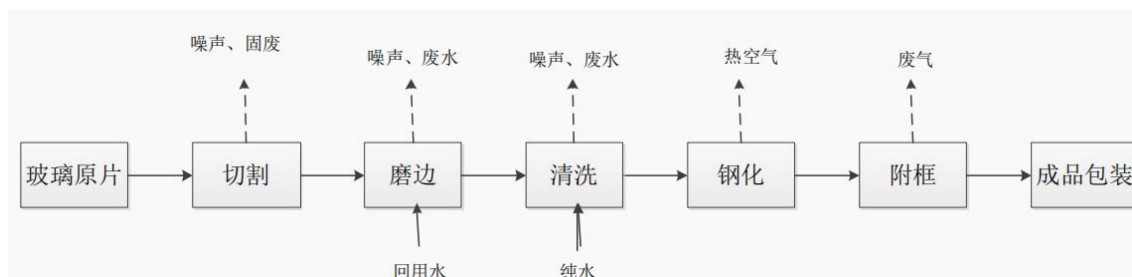 噪声、固废
噪声、废水
噪声、废水
热空气
废气
玻璃原片
切割
磨边
清洗
钢化
附框
成品包装
回用水
纯水